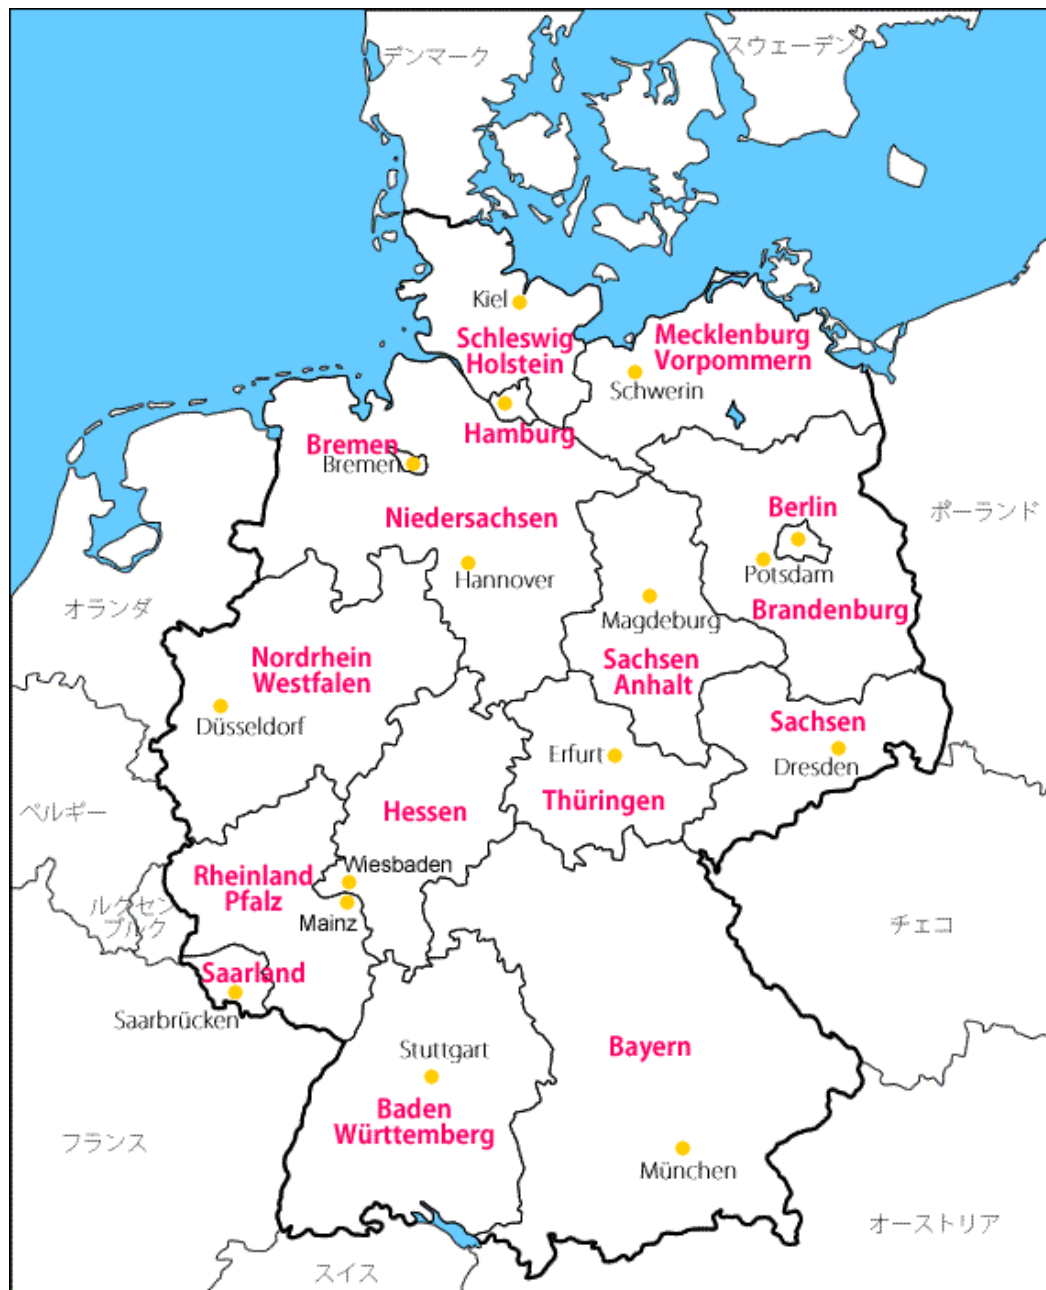 デンマーク
スウェーデン
Kiel
Schleswig
Holstein
Mecklenburg
Vorpommern
Schwerin
Hamburg
Bremen
Bremen
Niedersachsen
Hannover
Berlin
Potsdam
Brandenburg
ポーランド
オランダ
Magdeburg
Sachsen
Anhalt
Nordrhein
Westfalen
Düsseldorf
Sachsen
Dresden
Erfurt
Thüringen
Hessen
ベルギー
Wiesbaden
Rheinland
Pfalz
Mainz
ルクセン
ブルク
チェコ
Saarland
Saarbrücken
Stuttgart
Baden
Württemberg
Bayern
München
フランス
オーストリア
スイス